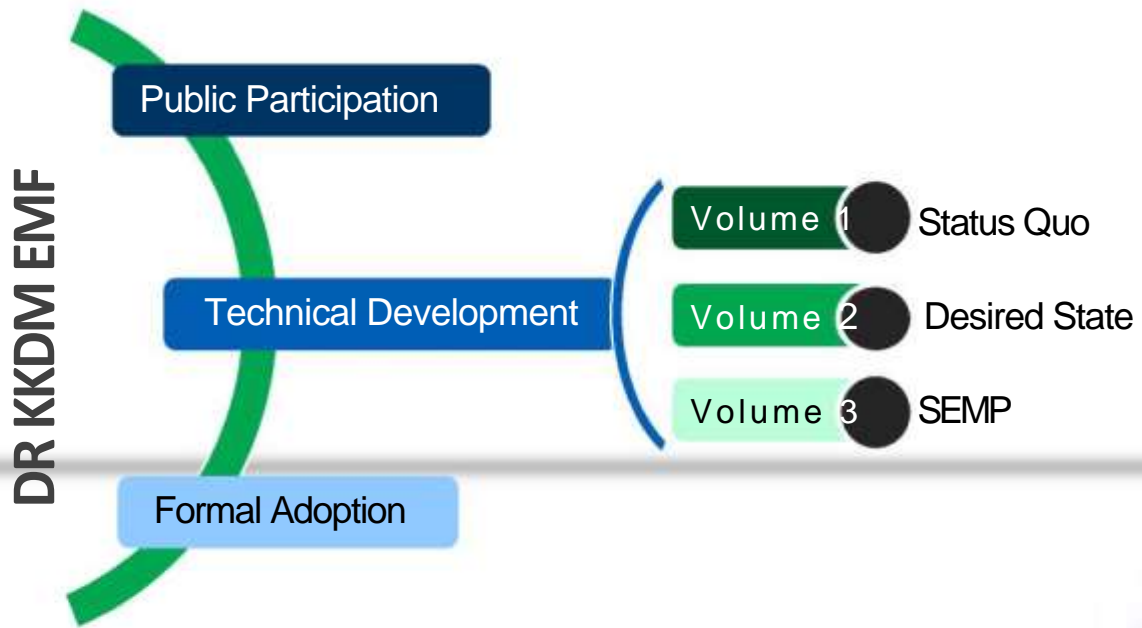 DR KKDM EMF
Public Participation
Technical Development
Volume 1
Status Quo
Volume 2
Desired State
Volume 3
SEMP
Formal Adoption